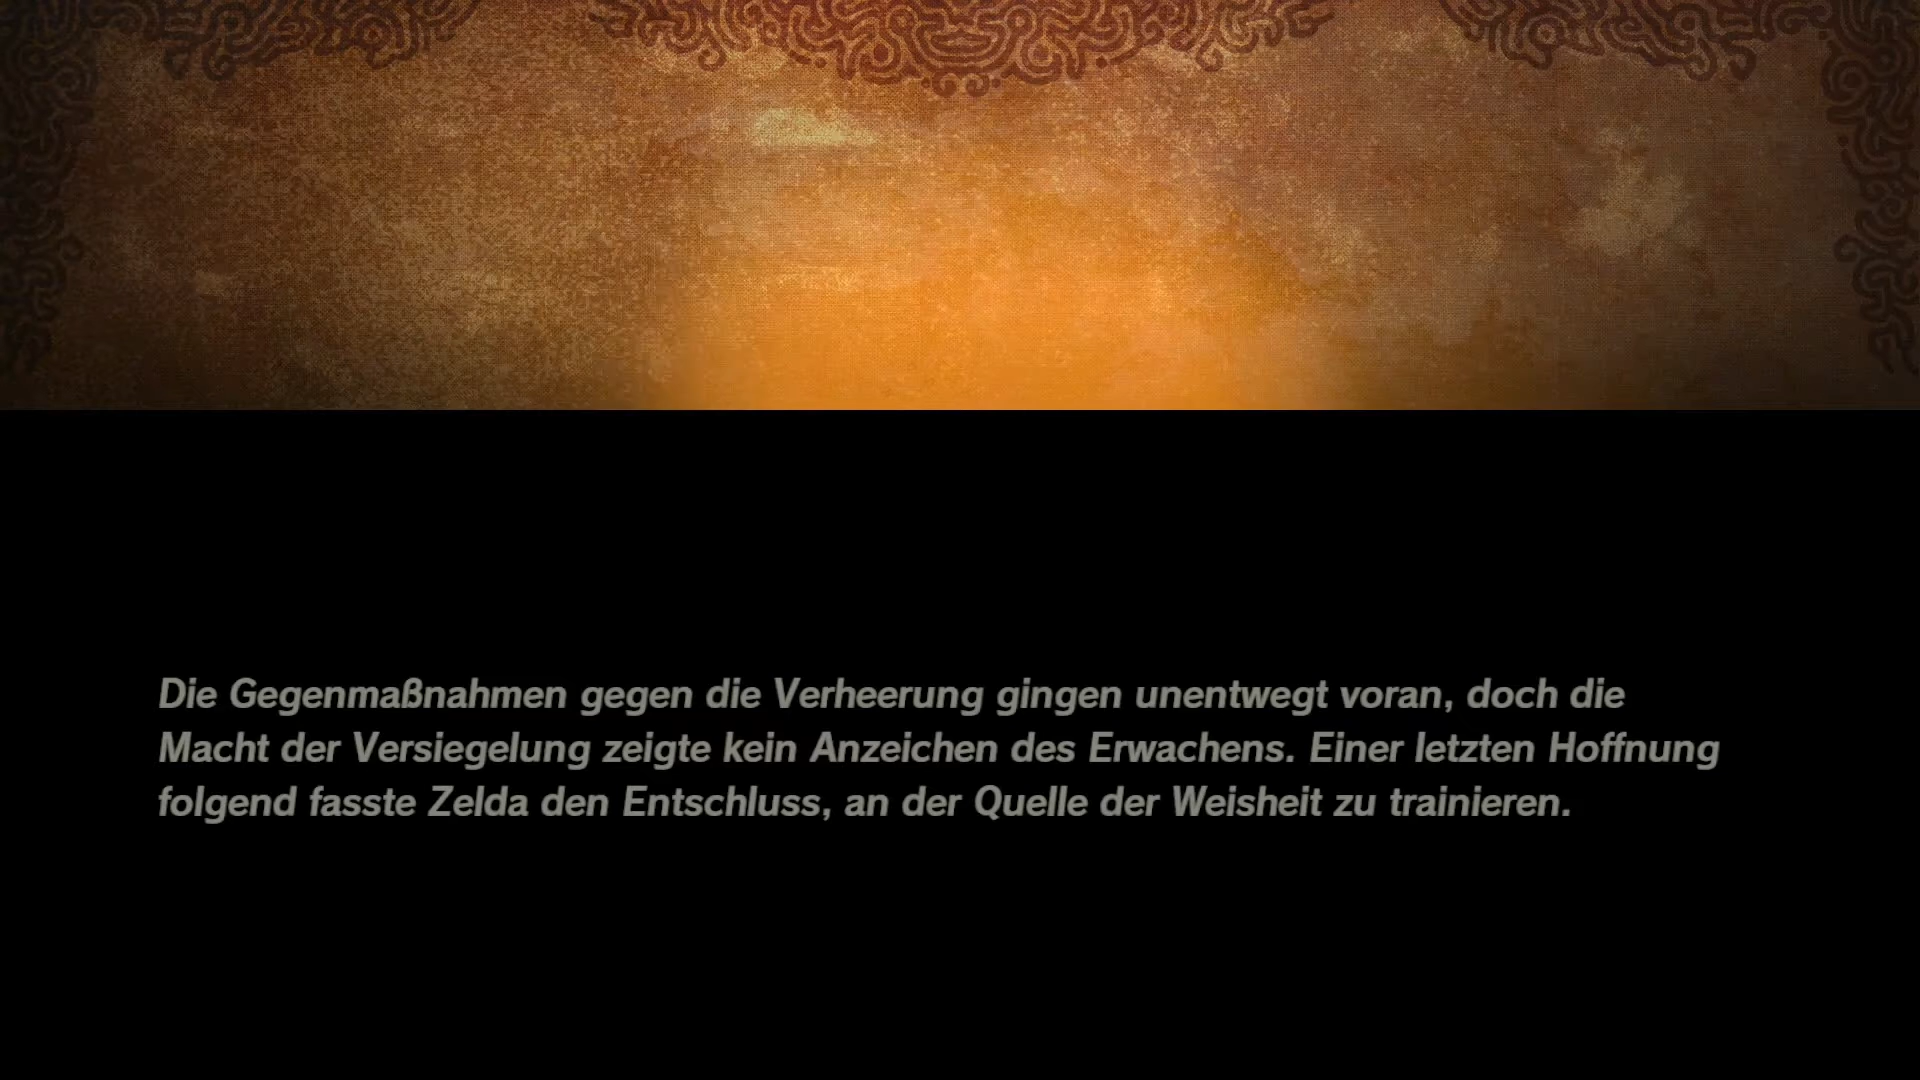 Die Gegenmaßnahmen gegen die Verheerung gingen unentwegt voran, doch die
Macht der Versiegelung zeigte kein Anzeichen des Erwachens. Einer letzten Hoffnung
folgend fasste Zelda den Entschluss, an der Quelle der Weisheit zu trainieren.